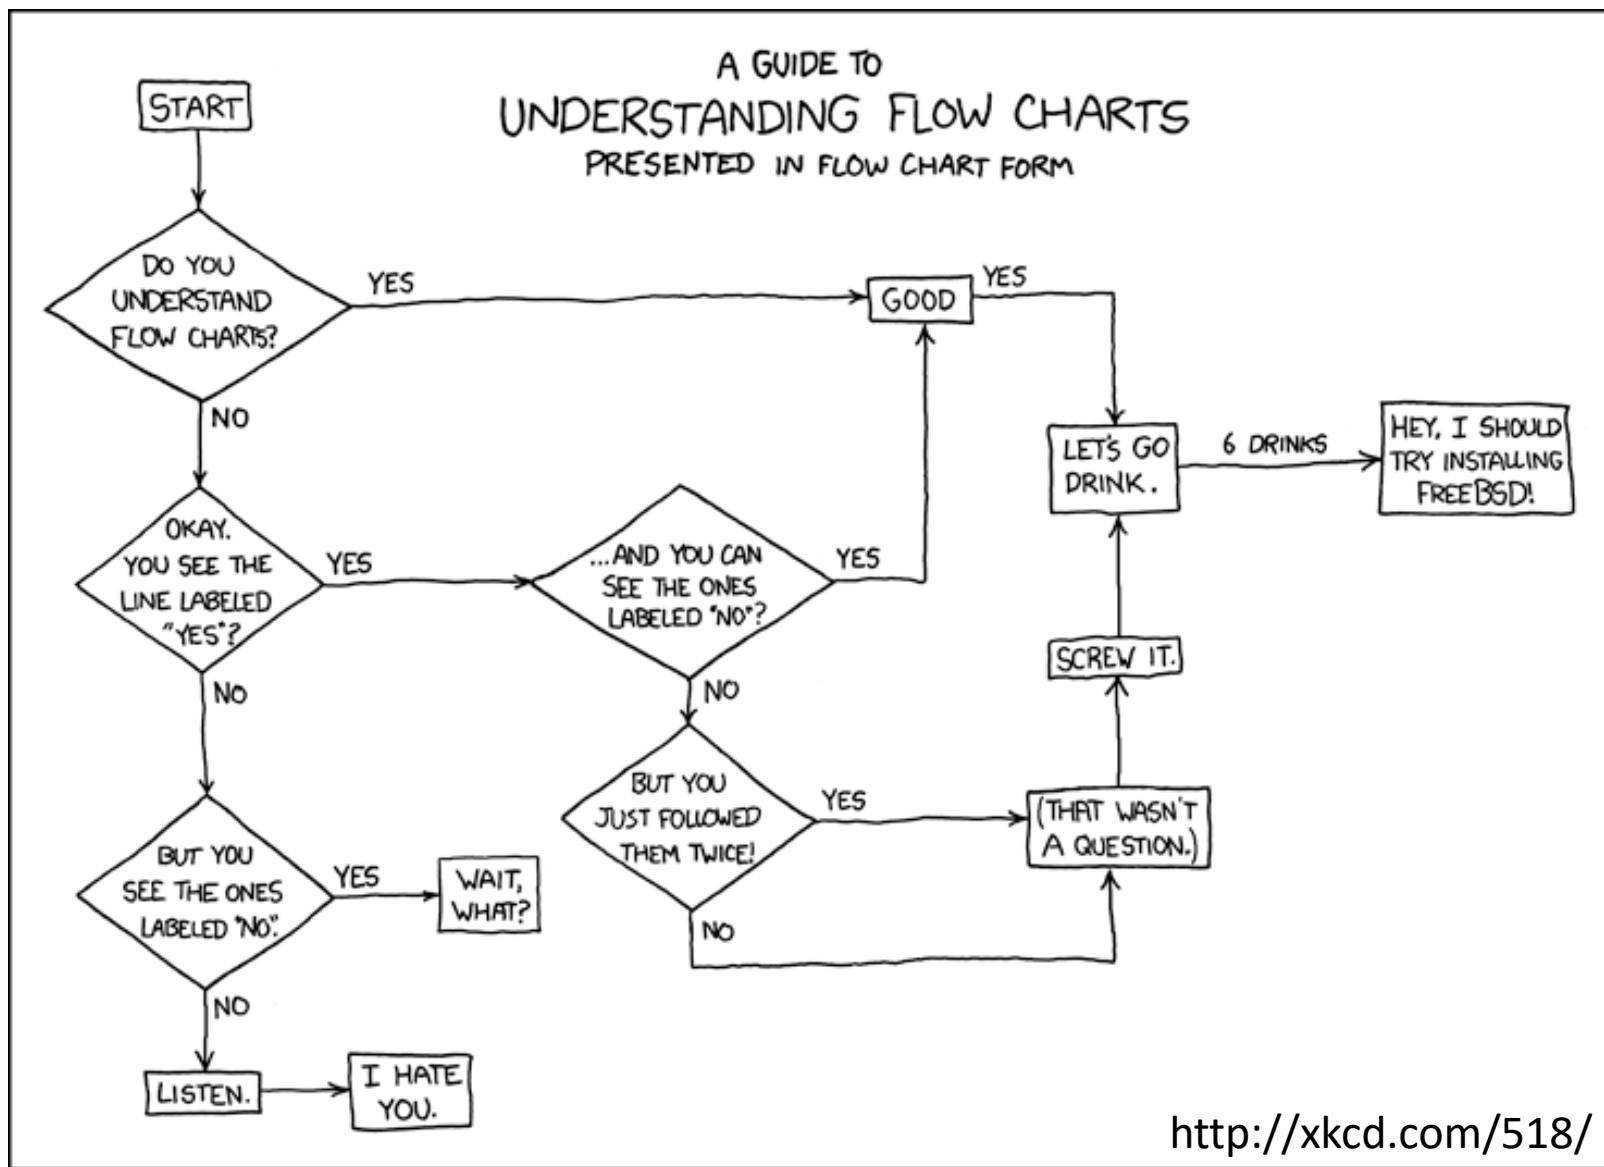 A GUIDE TO
UNDERSTANDING FLOW CHARTS
PRESENTED IN FLOW CHART FORM
START
DO YOU
UNDERSTAND
FLOW CHARTS?
YES
GOOD
YES
NO
LET'S GO
DRINK.
6 DRINKS
HEY, I SHOULD
TRY INSTALLING
FREEBSD!
OKAY.
YOU SEE THE
LINE LABELED
"YES"?
YES
...AND YOU CAN
SEE THE ONES
LABELED "NO"?
YES
NO
NO
SCREW IT.
BUT YOU
JUST FOLLOWED
THEM TWICE!
YES
(THAT WASN'T
A QUESTION.)
NO
BUT YOU
SEE THE ONES
LABELED "NO".
YES
WAIT,
WHAT?
NO
LISTEN.
I HATE
YOU.
http://xkcd.com/518/